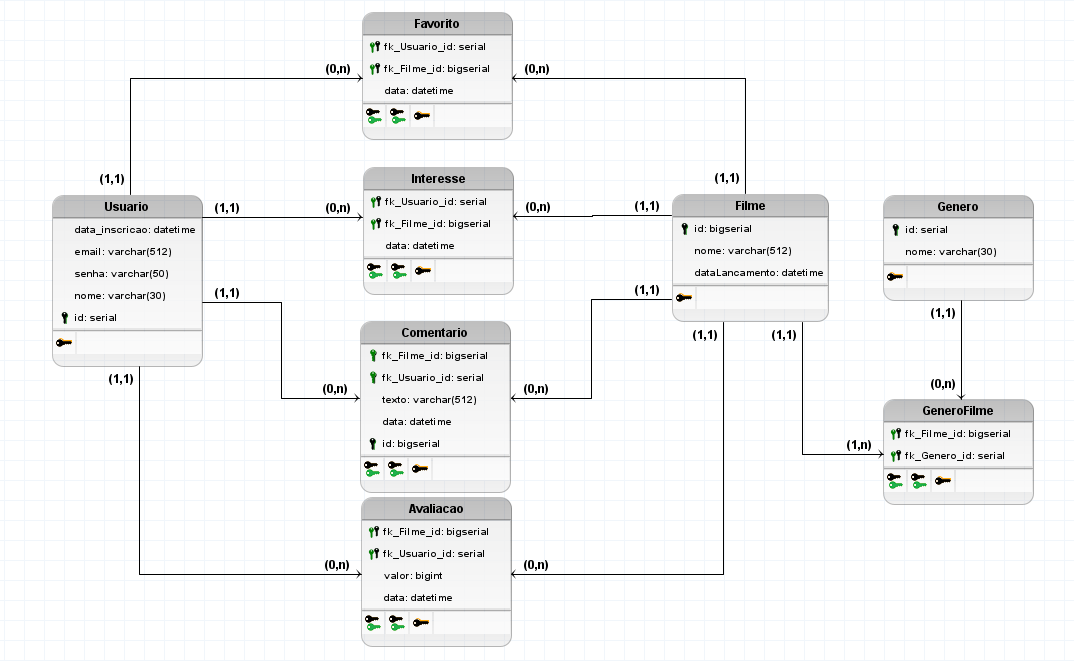 Favorito
fk_Usuario_id: serial
fk_Filme_id: bigserial
data: datetime
(0,n)
(0,n)
(1,1)
(1,1)
Interesse
fk_Usuario_id: serial
fk_Filme_id: bigserial
data: datetime
(1,1)
(0,n)
(0,n)
(1,1)
Usuario
data_inscricao: datetime
email: varchar(512)
senha: varchar(50)
nome: varchar(30)
id: serial
Filme
id: bigserial
nome: varchar(512)
dataLancamento: datetime
Genero
id: serial
nome: varchar(30)
(1,1)
(1,1)
Comentario
fk_Filme_id: bigserial
fk_Usuario_id: serial
texto: varchar(512)
data: datetime
id: bigserial
(0,n)
(0,n)
(1,1)
(1,1)
(1,1)
(1,1)
(0,n)
GeneroFilme
fk_Filme_id: bigserial
fk_Genero_id: serial
(1,n)
Avaliacao
fk_Filme_id: bigserial
fk_Usuario_id: serial
valor: bigint
data: datetime
(0,n)
(0,n)